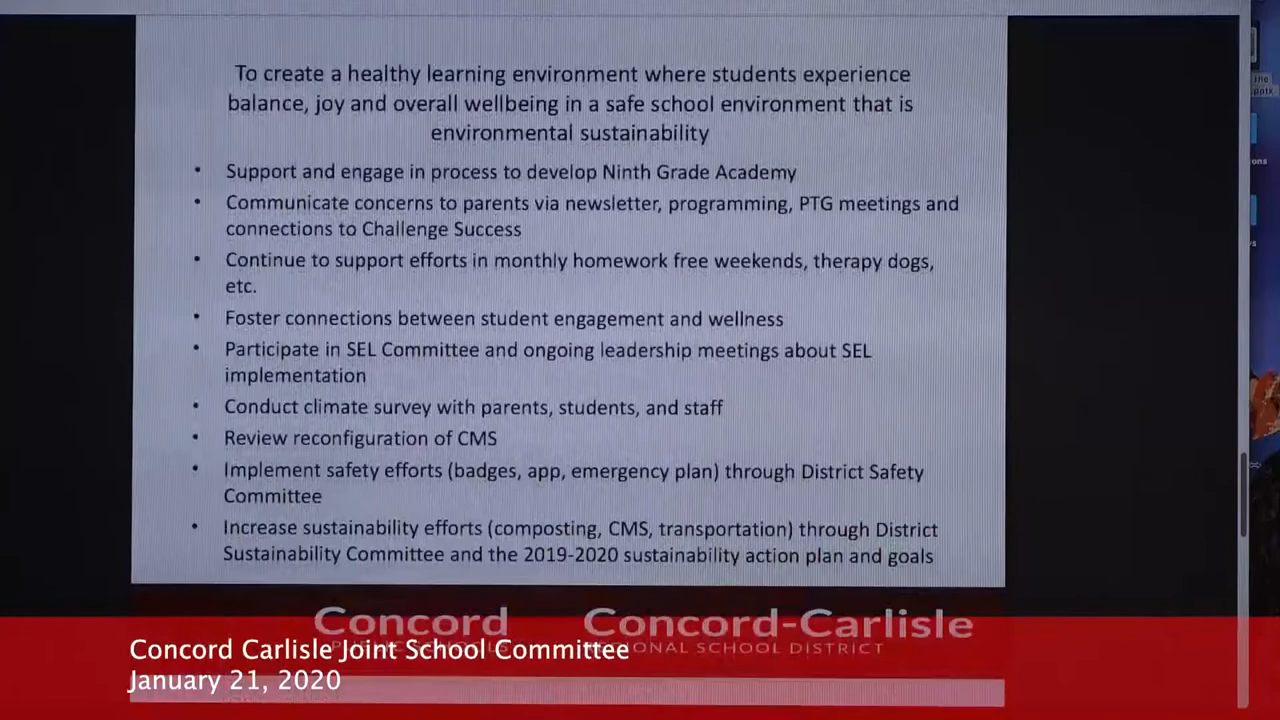 To create a healthy learning environment where students experience
balance, joy and overall wellbeing in a safe school environment that is
environmental sustainability
• Support and engage in process to develop Ninth Grade Academy
• Communicate concerns to parents via newsletter, programming, PTG meetings and
connections to Challenge Success
• Continue to support efforts in monthly homework free weekends, therapy dogs,
etc.
• Foster connections between student engagement and wellness
• Participate in SEL Committee and ongoing leadership meetings about SEL
implementation
• Conduct climate survey with parents, students, and staff
• Review reconfiguration of CMS
• Implement safety efforts (badges, app, emergency plan) through District Safety
Committee
• Increase sustainability efforts (composting, CMS, transportation) through District
Sustainability Committee and the 2019-2020 sustainability action plan and goals
Concord Concord-Carlisle
SCHOOL DISTRICT
Concord Carlisle Joint School Committee
January 21, 2020
the
pptx